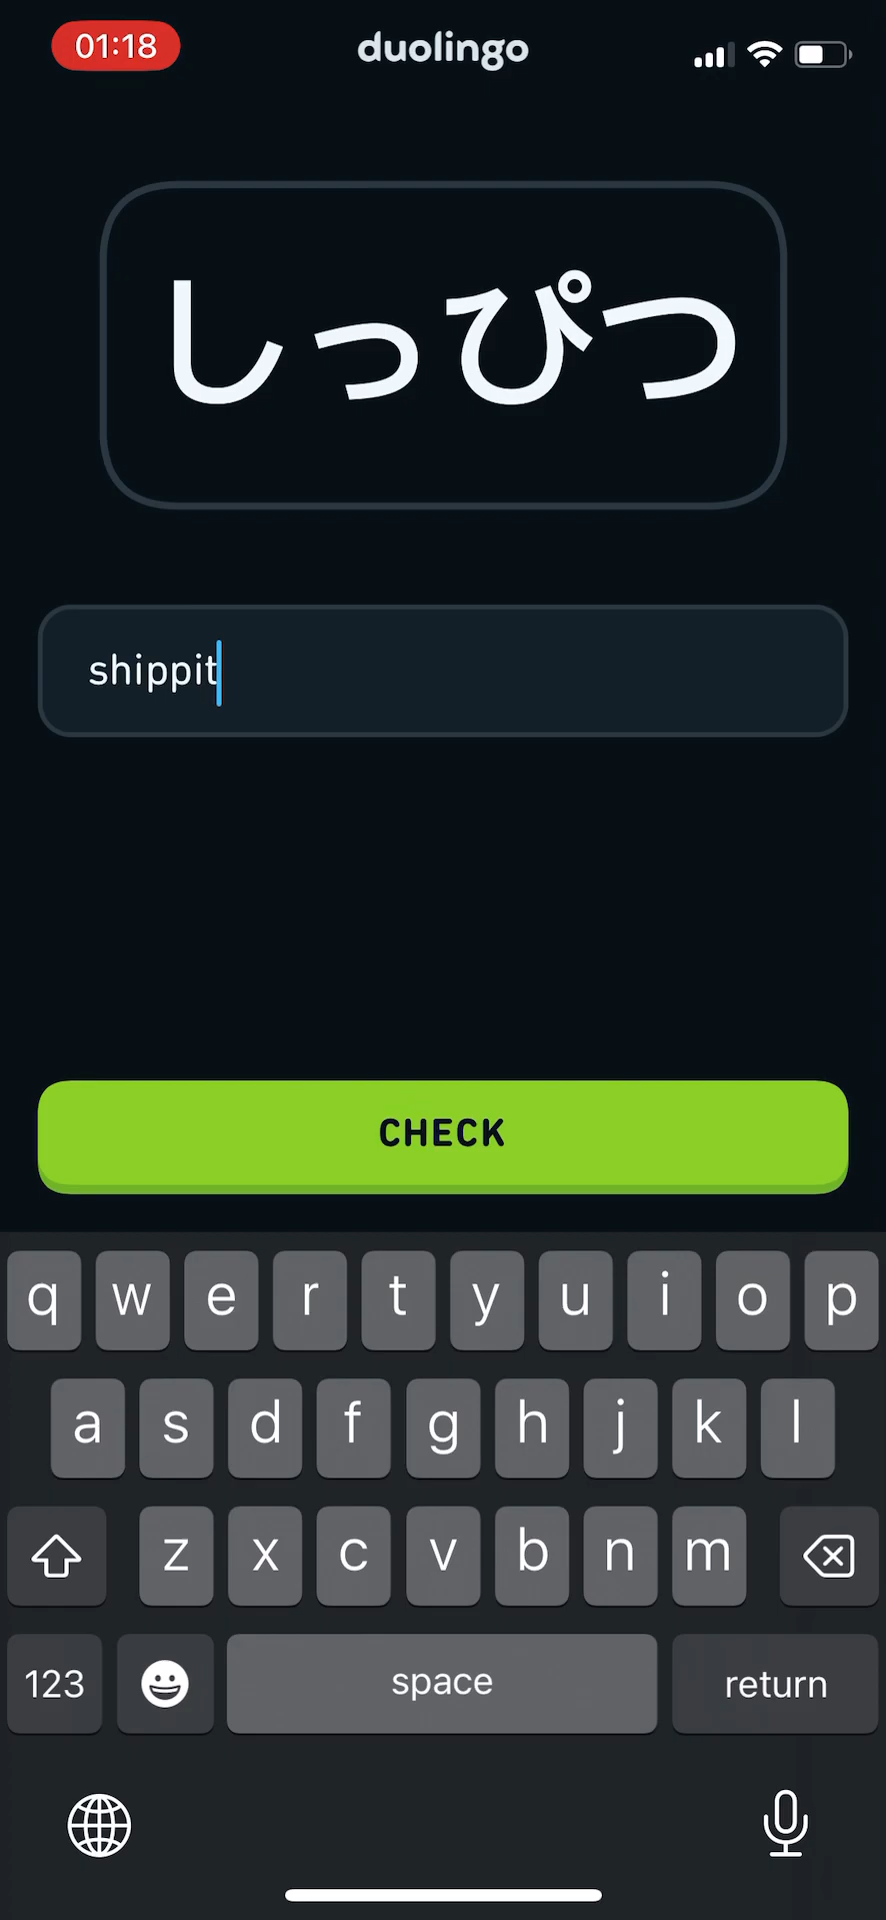 01:18
duolingo
しっぴつ
shippit
CHECK
q w e r t y u i o p
a s d f g h j k l
z x c v b n m
123 space return